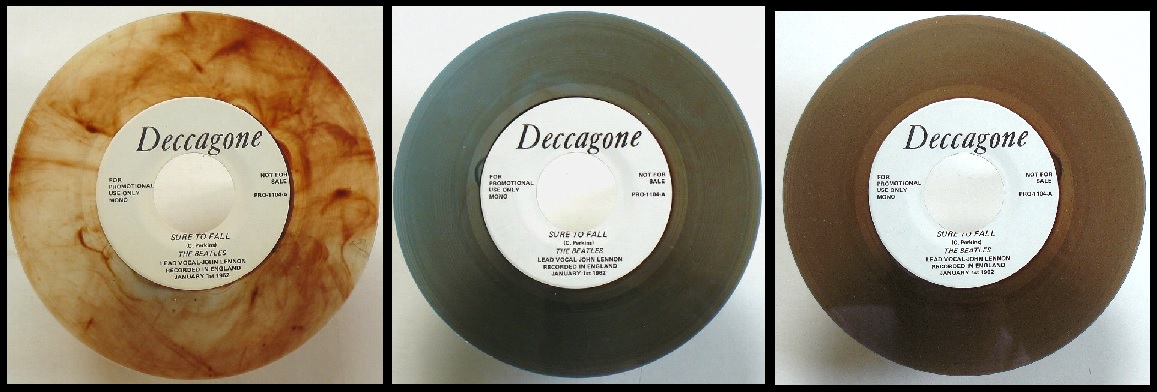 Deccagone
FOR
PROMOTIONAL
USE ONLY
MONO
NOT FOR
SALE
PRO-1104-A
SURE TO FALL
(C. Perkins)
THE BEATLES
LEAD VOCAL-JOHN LENNON
RECORDED IN ENGLAND
JANUARY 1st 1962
Deccagone
FOR
PROMOTIONAL
USE ONLY
MONO
NOT FOR
SALE
PRO-1104-A
SURE TO FALL
(C. Perkins)
THE BEATLES
LEAD VOCAL-JOHN LENNON
RECORDED IN ENGLAND
JANUARY 1st 1962
Deccagone
FOR
PROMOTIONAL
USE ONLY
MONO
NOT FOR
SALE
PRO-1104-A
SURE TO FALL
(C. Perkins)
THE BEATLES
LEAD VOCAL-JOHN LENNON
RECORDED IN ENGLAND
JANUARY 1st 1962